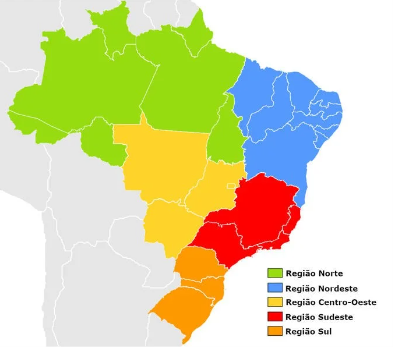 Região Norte
Região Nordeste
Região Centro-Oeste
Região Sudeste
Região Sul